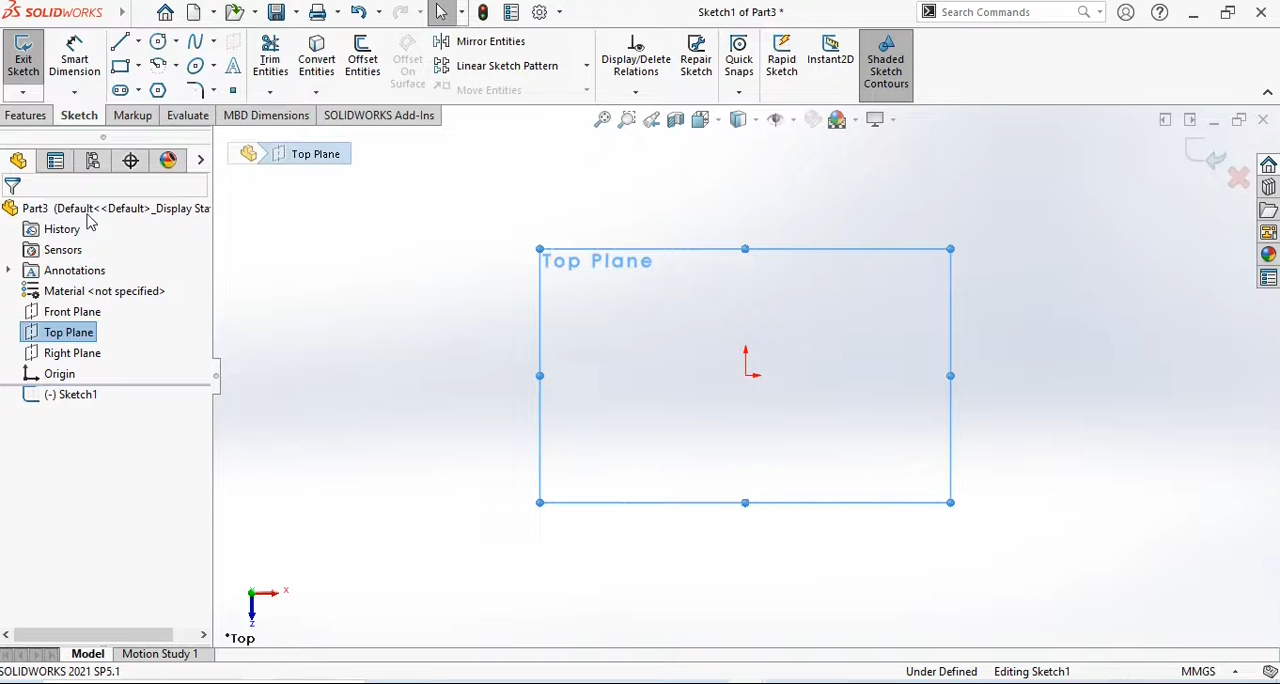 SOLIDWORKS
Sketch1 of Part3 *
Search Commands
Exit Sketch
Smart Dimension
Trim Entities
Convert Entities
Offset Entities
Offset On Surface
Mirror Entities
Linear Sketch Pattern
Move Entities
Display/Delete Relations
Repair Sketch
Quick Snaps
Rapid Sketch
Instant2D
Shaded Sketch Contours
Features
Sketch
Markup
Evaluate
MBD Dimensions
SOLIDWORKS Add-Ins
Top Plane
Part3 (Default<<Default>_Display Sta
History
Sensors
Annotations
Material <not specified>
Front Plane
Top Plane
Right Plane
Origin
(-) Sketch1
Top Plane
x
z
*Top
Model
Motion Study 1
SOLIDWORKS 2021 SP5.1
Under Defined
Editing Sketch1
MMGS